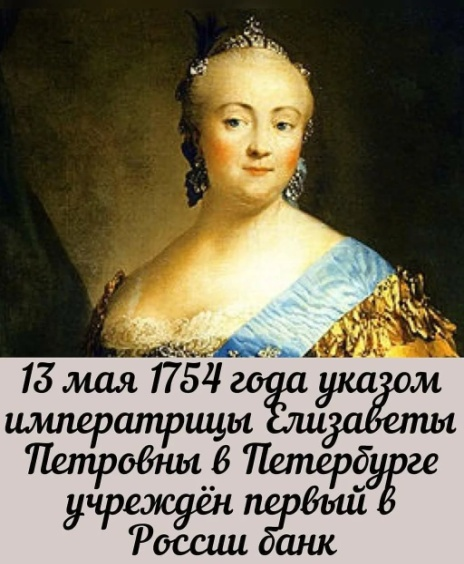 13 мая 1754 года указом
императрицы Елизаветы
Петровны в Петербурге
учреждён первый в
России банк